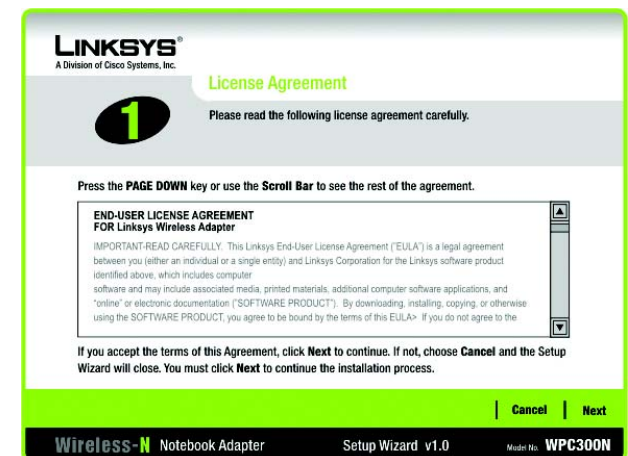 LINKSYS®
A Division of Cisco Systems, Inc.
License Agreement
1
Please read the following license agreement carefully.
Press the PAGE DOWN key or use the Scroll Bar to see the rest of the agreement.
END-USER LICENSE AGREEMENT
FOR Linksys Wireless Adapter
IMPORTANT-READ CAREFULLY: This Linksys End-User License Agreement ("EULA") is a legal agreement
between you (either an individual or a single entity) and Linksys Corporation for the Linksys software product
identified above, which includes computer
software and may include associated media, printed materials, additional computer software applications, and
"online" or electronic documentation ("SOFTWARE PRODUCT"). By downloading, installing, copying, or otherwise
using the SOFTWARE PRODUCT, you agree to be bound by the terms of this EULA> If you do not agree to the
If you accept the terms of this Agreement, click Next to continue. If not, choose Cancel and the Setup
Wizard will close. You must click Next to continue the installation process.
Cancel Next
Wireless-N Notebook Adapter Setup Wizard v1.0 Model No. WPC300N